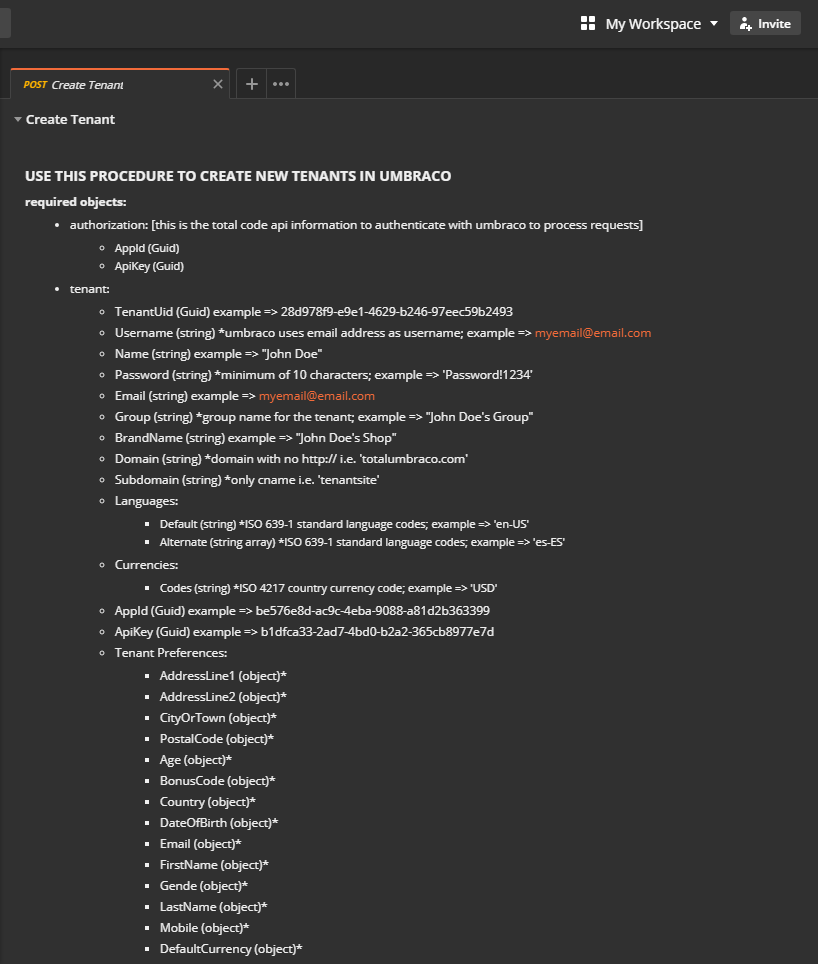 My Workspace
Invite
POST Create Tenant
Create Tenant
USE THIS PROCEDURE TO CREATE NEW TENANTS IN UMBRACO
required objects:
authorization: [this is the total code api information to authenticate with umbraco to process requests]
AppId (Guid)
ApiKey (Guid)
tenant:
TenantUid (Guid) example => 28d978f9-e9e1-4629-b246-97eec59b2493
Username (string) *umbraco uses email address as username; example => myemail@email.com
Name (string) example => "John Doe"
Password (string) *minimum of 10 characters; example => 'Password!1234'
Email (string) example => myemail@email.com
Group (string) *group name for the tenant; example => "John Doe's Group"
BrandName (string) example => "John Doe's Shop"
Domain (string) *domain with no http:// i.e. 'totalumbraco.com'
Subdomain (string) *only cname i.e. 'tenantsite'
Languages:
Default (string) *ISO 639-1 standard language codes; example => 'en-US'
Alternate (string array) *ISO 639-1 standard language codes; example => 'es-ES'
Currencies:
Codes (string) *ISO 4217 country currency code; example => 'USD'
AppId (Guid) example => be576e8d-ac9c-4eba-9088-a81d2b363399
ApiKey (Guid) example => b1dfca33-2ad7-4bd0-b2a2-365cb8977e7d
Tenant Preferences:
AddressLine1 (object)*
AddressLine2 (object)*
CityOrTown (object)*
PostalCode (object)*
Age (object)*
BonusCode (object)*
Country (object)*
DateOfBirth (object)*
Email (object)*
FirstName (object)*
Gende (object)*
LastName (object)*
Mobile (object)*
DefaultCurrency (object)*